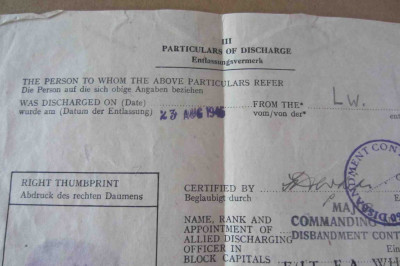 III
PARTICULARS OF DISCHARGE
Entlassungsvermerk
THE PERSON TO WHOM THE ABOVE PARTICULARS REFER
Die Person auf die sich obige Angaben beziehen
WAS DISCHARGED ON (Date) 23 AUG 1945 FROM THE* LW.
wurde am (Datum der Entlassung) vom/von der*
RIGHT THUMBPRINT
Abdruck des rechten Daumens
CERTIFIED BY
Beglaubigt durch
NAME, RANK AND
APPOINTMENT OF
ALLIED DISCHARGING
OFFICER IN
BLOCK CAPITALS
COMMANDING
DISBANDMENT CONT